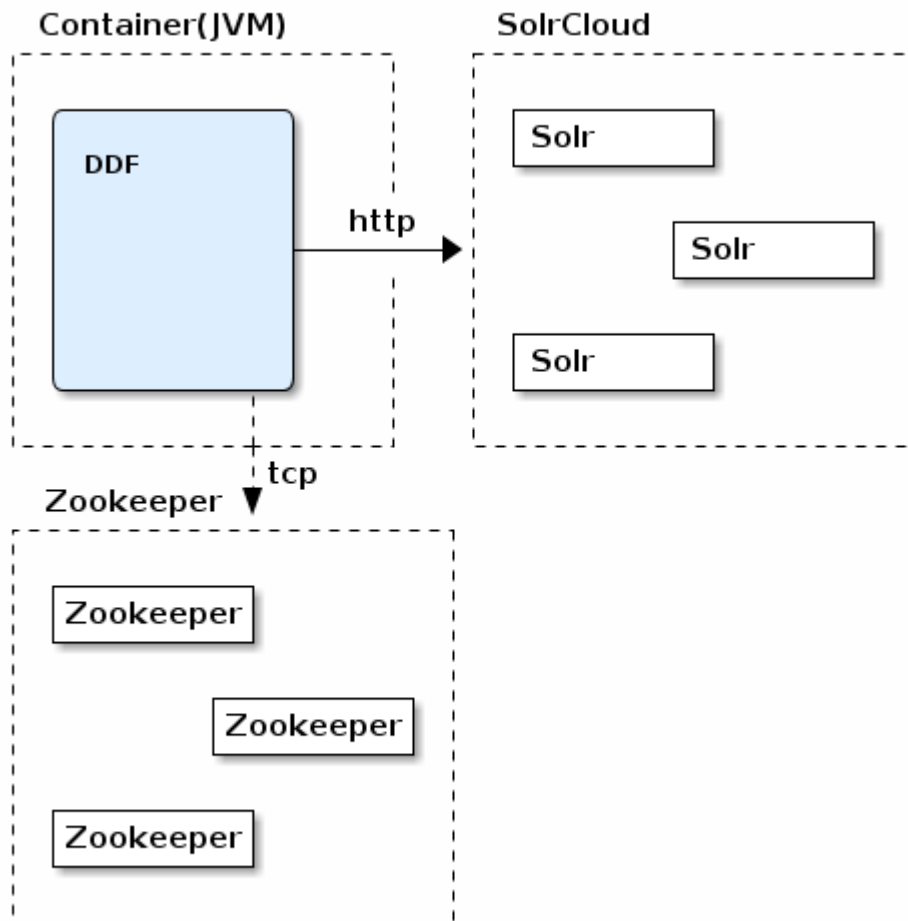 Container(JVM)
SolrCloud
DDF
Solr
http
Solr
Solr
tcp
Zookeeper
Zookeeper
Zookeeper
Zookeeper